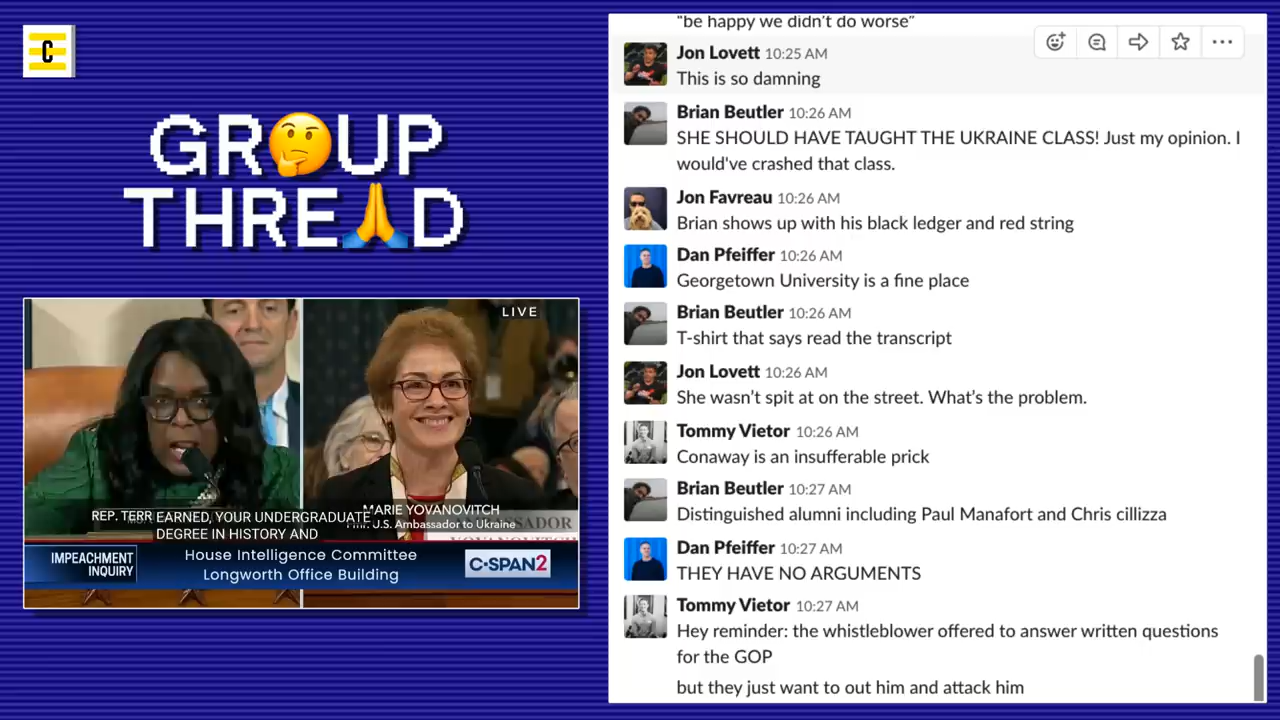 C
GR🤔UP
THRE🙏D
LIVE
REP. TERR
EARNED, YOUR UNDERGRADUATE
DEGREE IN HISTORY AND
MARIE YOVANOVITCH
U.S. Ambassador to Ukraine
IMPEACHMENT
INQUIRY
House Intelligence Committee
Longworth Office Building
C-SPAN2
"be happy we didn't do worse"
Jon Lovett 10:25 AM
This is so damning
Brian Beutler 10:26 AM
SHE SHOULD HAVE TAUGHT THE UKRAINE CLASS! Just my opinion. I
would've crashed that class.
Jon Favreau 10:26 AM
Brian shows up with his black ledger and red string
Dan Pfeiffer 10:26 AM
Georgetown University is a fine place
Brian Beutler 10:26 AM
T-shirt that says read the transcript
Jon Lovett 10:26 AM
She wasn't spit at on the street. What's the problem.
Tommy Vietor 10:26 AM
Conaway is an insufferable prick
Brian Beutler 10:27 AM
Distinguished alumni including Paul Manafort and Chris cillizza
Dan Pfeiffer 10:27 AM
THEY HAVE NO ARGUMENTS
Tommy Vietor 10:27 AM
Hey reminder: the whistleblower offered to answer written questions
for the GOP
but they just want to out him and attack him